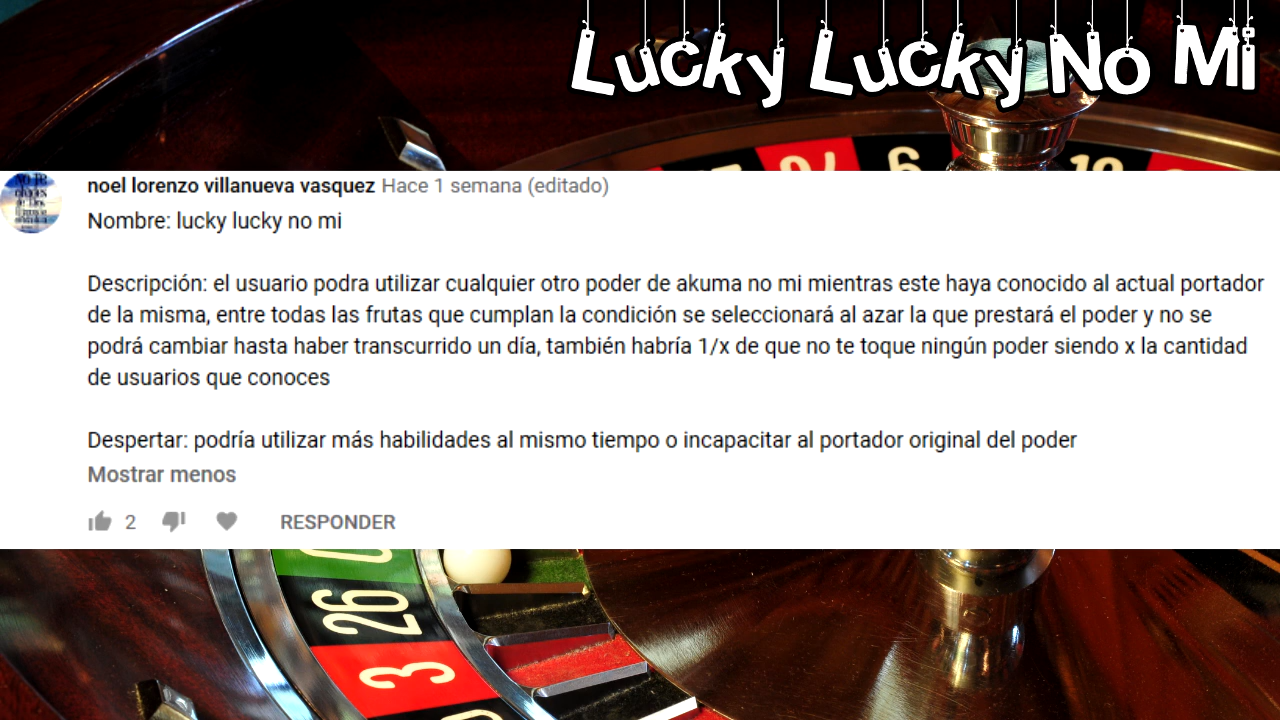 Lucky Lucky No Mi
6
noel lorenzo villanueva vasquez Hace 1 semana (editado)
Nombre: lucky lucky no mi
Descripción: el usuario podra utilizar cualquier otro poder de akuma no mi mientras este haya conocido al actual portador
de la misma, entre todas las frutas que cumplan la condición se seleccionará al azar la que prestará el poder y no se
podrá cambiar hasta haber transcurrido un día, también habría 1/x de que no te toque ningún poder siendo x la cantidad
de usuarios que conoces
Despertar: podría utilizar más habilidades al mismo tiempo o incapacitar al portador original del poder
Mostrar menos
2
RESPONDER
0
26
3